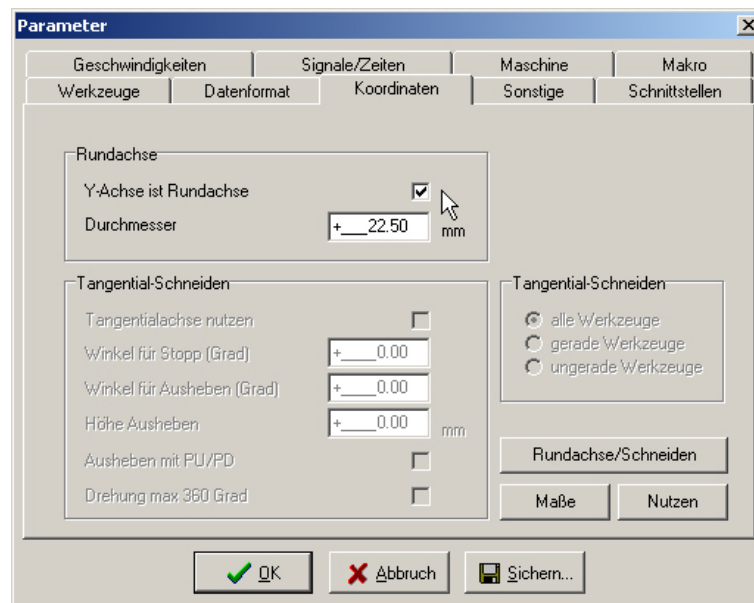 Parameter
Geschwindigkeiten Signale/Zeiten Maschine Makro
Werkzeuge Datenformat Koordinaten Sonstige Schnittstellen
Rundachse
Y-Achse ist Rundachse
Durchmesser +___22.50 mm
Tangential-Schneiden
Tangentialachse nutzen
Winkel für Stopp (Grad) +____0.00
Winkel für Ausheben (Grad) +____0.00
Höhe Ausheben +____0.00 mm
Ausheben mit PU/PD
Drehung max 360 Grad
Tangential-Schneiden
alle Werkzeuge
gerade Werkzeuge
ungerade Werkzeuge
Rundachse/Schneiden
Maße Nutzen
OK Abbruch Sichern...